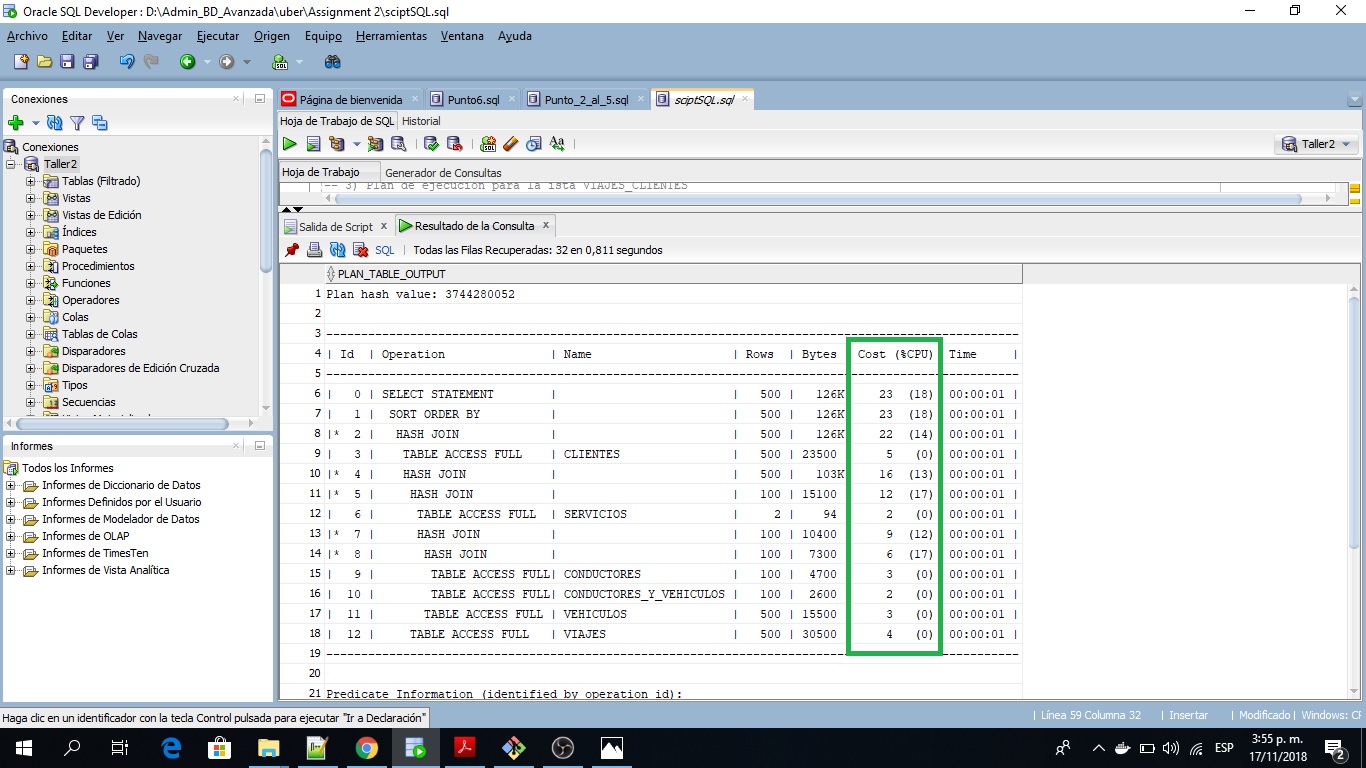 Oracle SQL Developer : D:\Admin_BD_Avanzada\uber\Assignment 2\sciptSQL.sql
Archivo Editar Ver Navegar Ejecutar Origen Equipo Herramientas Ventana Ayuda
Conexiones
Conexiones
Taller2
Tablas (Filtrado)
Vistas
Vistas de Edición
Índices
Paquetes
Procedimientos
Funciones
Operadores
Colas
Tablas de Colas
Disparadores
Disparadores de Edición Cruzada
Tipos
Secuencias
Informes
Todos los Informes
Informes de Diccionario de Datos
Informes Definidos por el Usuario
Informes de Modelador de Datos
Informes de OLAP
Informes de TimesTen
Informes de Vista Analítica
Página de bienvenida Punto6.sql Punto_2_al_5.sql sciptSQL.sql
Hoja de Trabajo de SQL Historial
Taller2
Hoja de Trabajo Generador de Consultas
-- 3) Plan de ejecucion para la ista VIAJES_CLIENTES
Salida de Script x Resultado de la Consulta x
SQL | Todas las Filas Recuperadas: 32 en 0,811 segundos
PLAN_TABLE_OUTPUT
1 Plan hash value: 3744280052
2
3 ----------------------------------------------------------------------------------------------------
4 | Id | Operation | Name | Rows | Bytes Cost (%CPU) Time |
5 ----------------------------------------------------------------------------------------------------
6 | 0 | SELECT STATEMENT | | 500 | 126K 23 (18) 00:00:01 |
7 | 1 | SORT ORDER BY | | 500 | 126K 23 (18) 00:00:01 |
8 |* 2 | HASH JOIN | | 500 | 126K 22 (14) 00:00:01 |
9 | 3 | TABLE ACCESS FULL | CLIENTES | 500 | 23500 5 (0) 00:00:01 |
10 |* 4 | HASH JOIN | | 500 | 103K 16 (13) 00:00:01 |
11 |* 5 | HASH JOIN | | 100 | 15100 12 (17) 00:00:01 |
12 | 6 | TABLE ACCESS FULL | SERVICIOS | 2 | 94 2 (0) 00:00:01 |
13 |* 7 | HASH JOIN | | 100 | 10400 9 (12) 00:00:01 |
14 |* 8 | HASH JOIN | | 100 | 7300 6 (17) 00:00:01 |
15 | 9 | TABLE ACCESS FULL| CONDUCTORES | 100 | 4700 3 (0) 00:00:01 |
16 | 10 | TABLE ACCESS FULL| CONDUCTORES_Y_VEHICULOS | 100 | 2600 2 (0) 00:00:01 |
17 | 11 | TABLE ACCESS FULL | VEHICULOS | 500 | 15500 3 (0) 00:00:01 |
18 | 12 | TABLE ACCESS FULL | VIAJES | 500 | 30500 4 (0) 00:00:01 |
19 ----------------------------------------------------------------------------------------------------
20
21 Predicate Information (identified by operation id):
Haga clic en un identificador con la tecla Control pulsada para ejecutar "Ir a Declaración"
| Línea 59 Columna 32 | Insertar | Modificado | Windows: CF
ESP
3:55 p. m.
17/11/2018
2